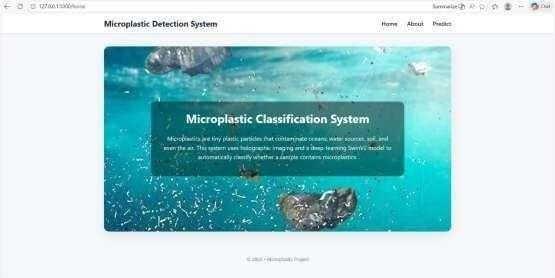 127.0.0.1:5000/home
Summarize
Chat
Microplastic Detection System
Home About Predict
Microplastic Classification System
Microplastics are tiny plastic particles that contaminate oceans, water sources, soil, and
even the air. This system uses holographic imaging and a deep learning SwinV2 model to
automatically classify whether a sample contains microplastics.
Microplastic Project